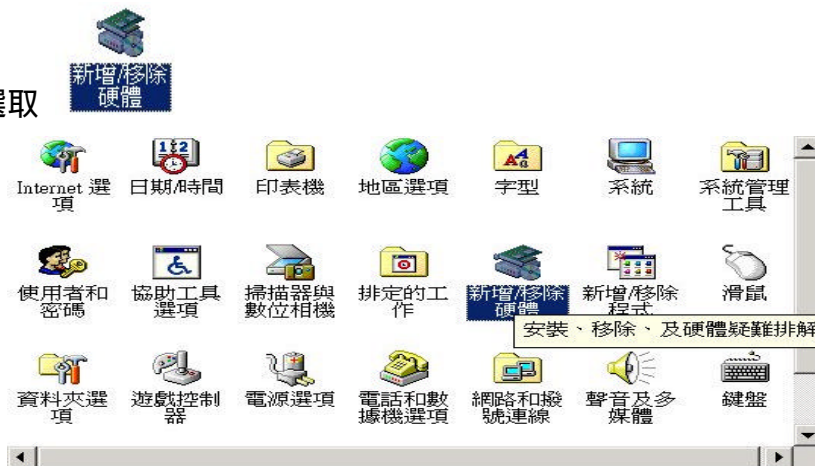 新增/移除
硬體
選取
Internet 選
項
日期/時間
印表機
地區選項
字型
系統
系統管理
工具
使用者和
密碼
協助工具
選項
掃描器與
數位相機
排定的工
作
新增/移除
硬體
新增/移除
程式
滑鼠
安裝、移除、及硬體疑難排解
資料夾選
項
遊戲控制
器
電源選項
電話和數
據機選項
網路和撥
號連線
聲音及多
媒體
鍵盤